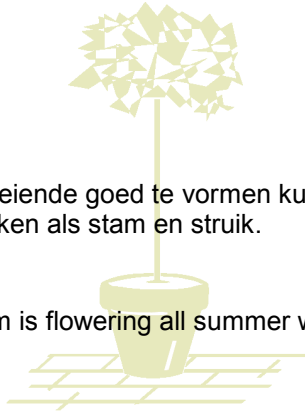 eiende goed te vormen ku
ken als stam en struik.
m is flowering all summer w